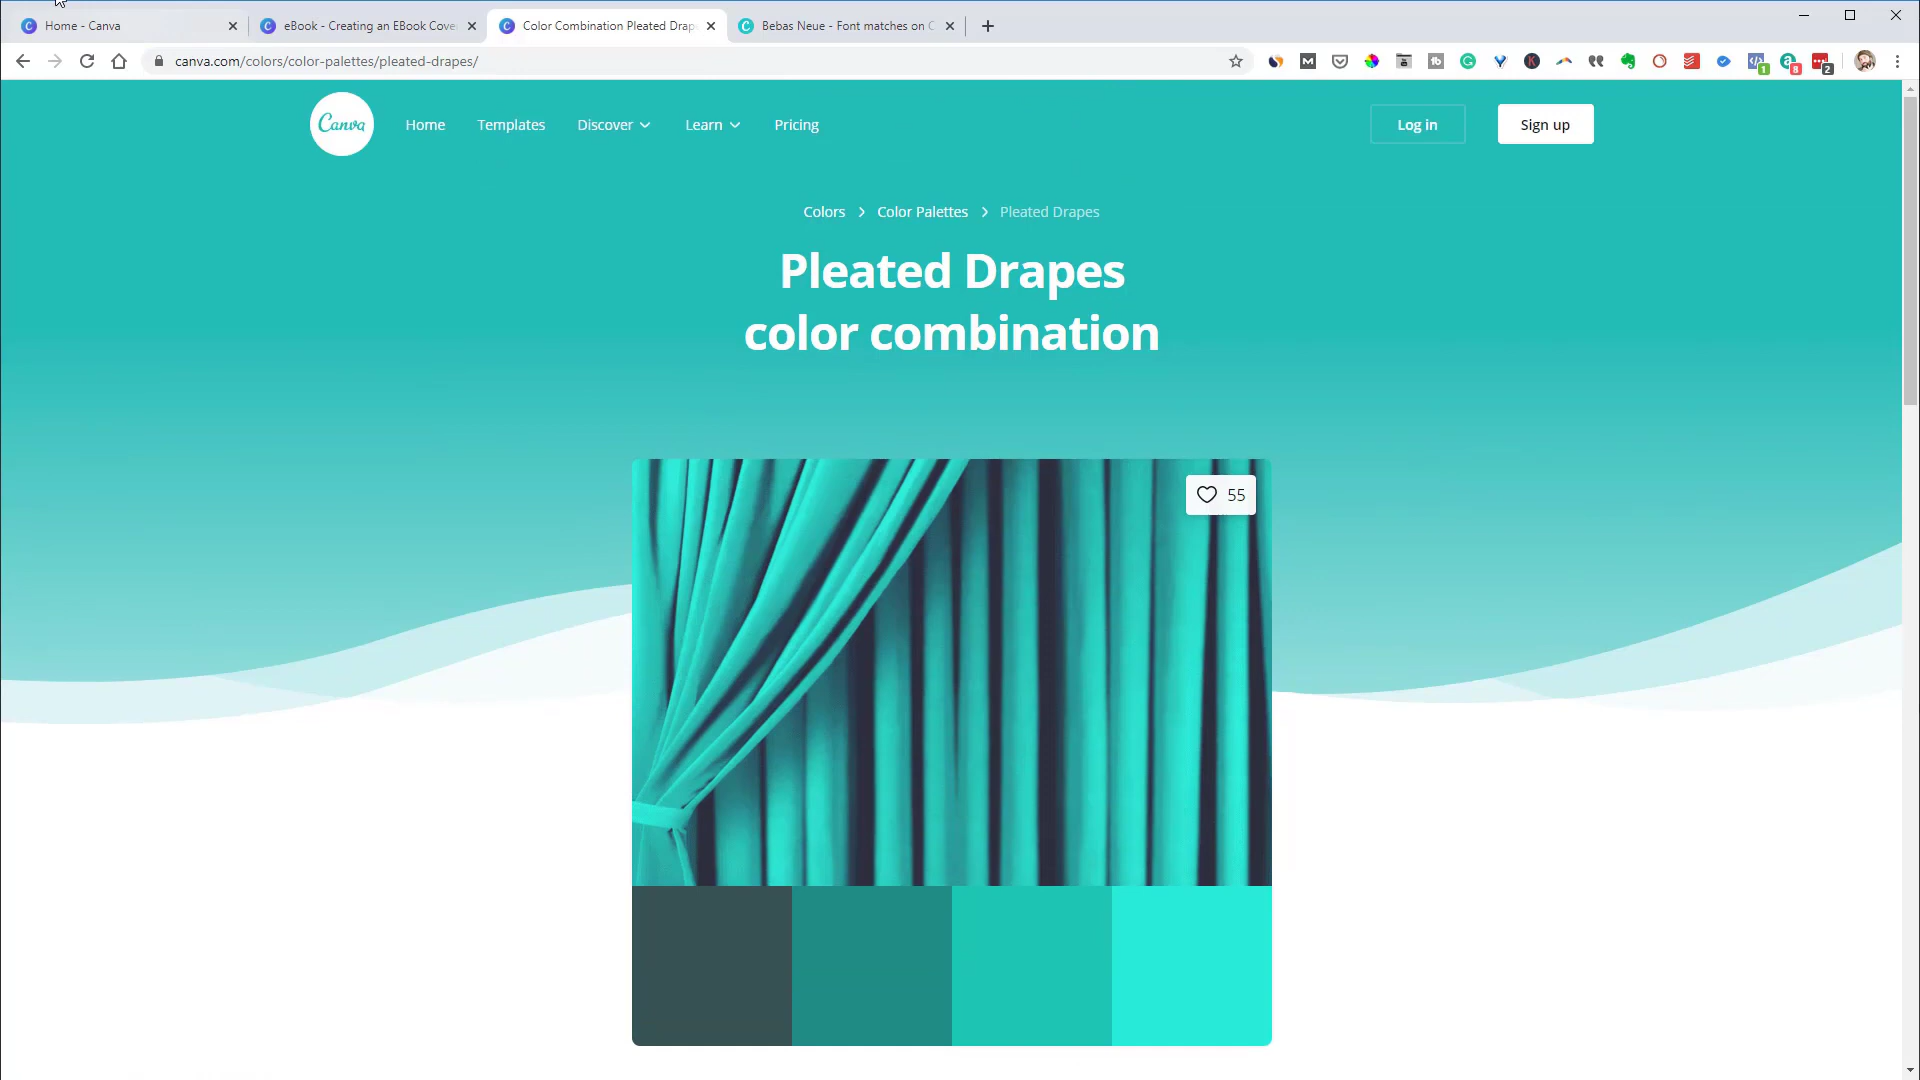 Home - Canva
eBook - Creating an EBook Cove
Color Combination Pleated Drap
Bebas Neue - Font matches on C
canva.com/colors/color-palettes/pleated-drapes/
Canva
Home
Templates
Discover
Learn
Pricing
Log in
Sign up
Colors > Color Palettes > Pleated Drapes
Pleated Drapes
color combination
55